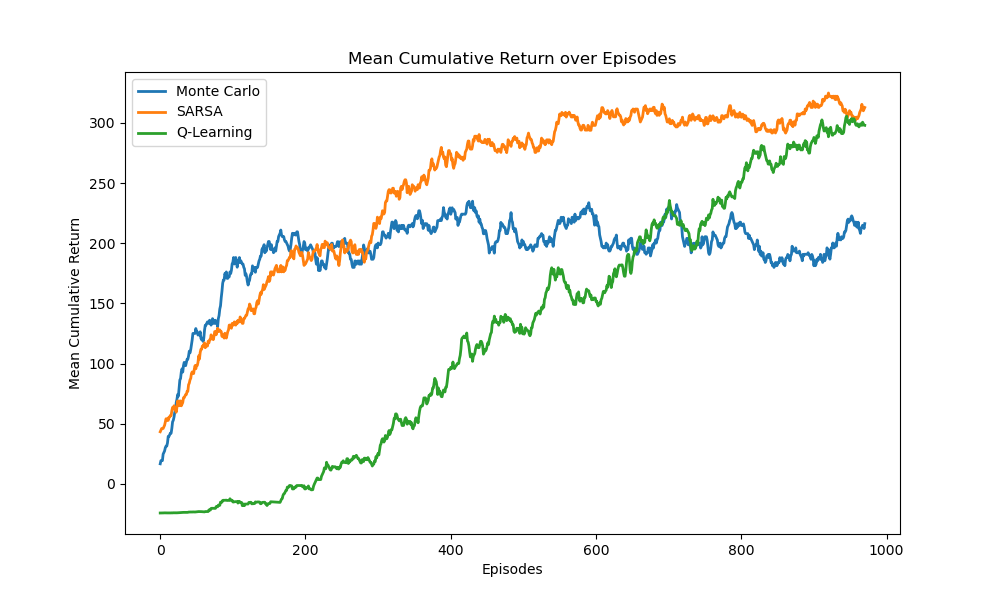 Mean Cumulative Return over Episodes
Monte Carlo
SARSA
Q-Learning
Mean Cumulative Return
300
250
200
150
100
50
0
0 200 400 600 800 1000
Episodes